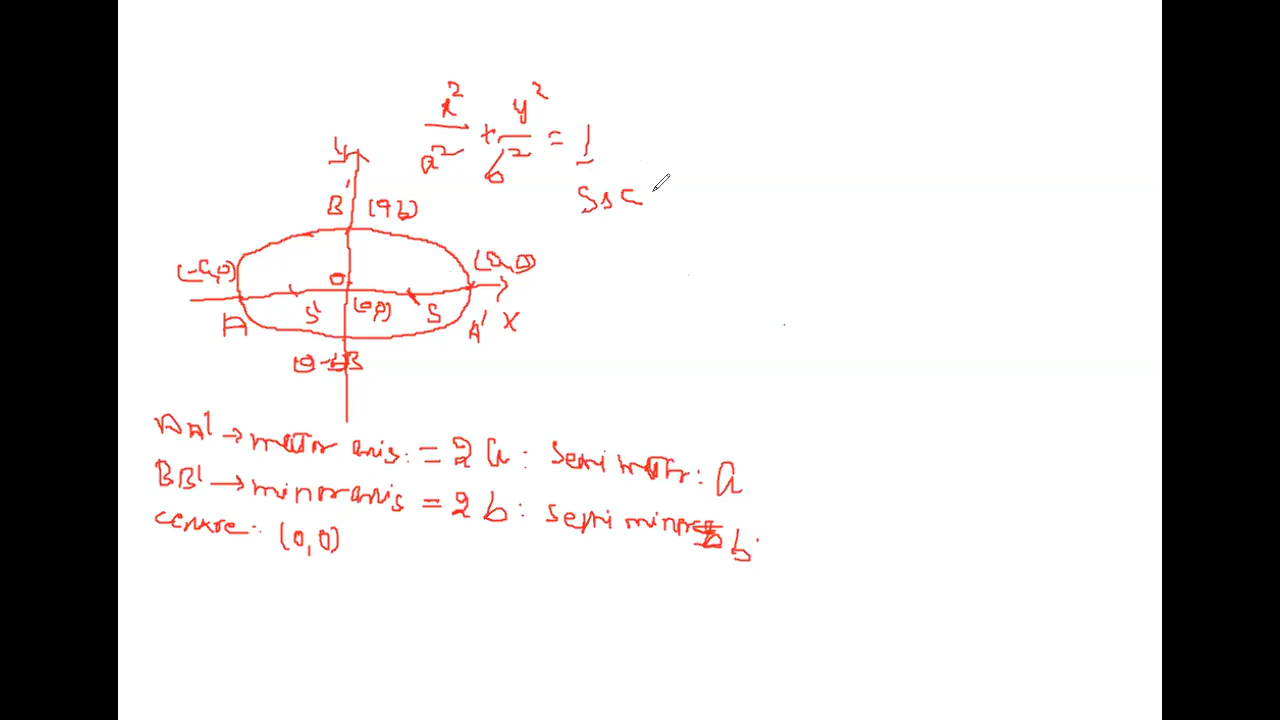 x²/a² + y²/b² = 1
S S C
y
B' (0, b)
(-a, 0) (a, 0)
O
A S' (0, 0) S A' X
(0 -b) B
AA' → major axis. = 2a : semi major: a
BB' → minor axis = 2b : semi minor b.
centre: (0, 0)